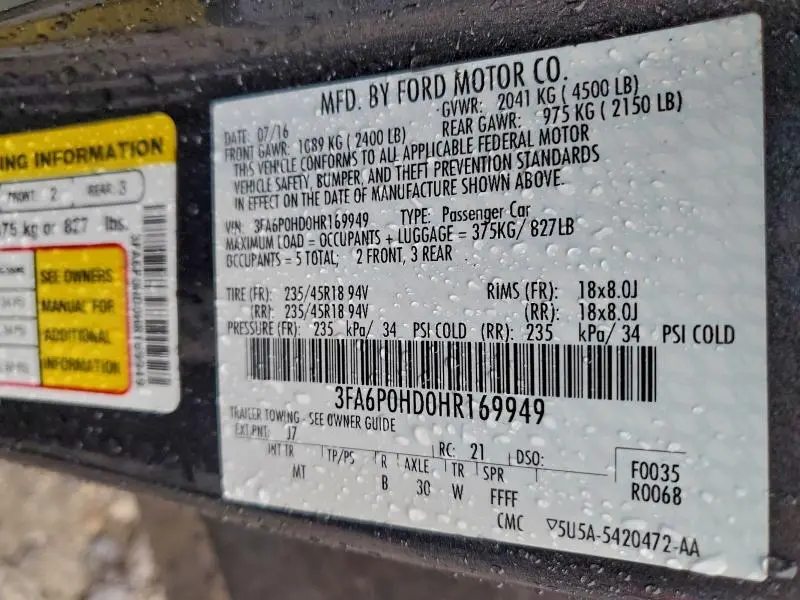 MFD. BY FORD MOTOR CO.
DATE: 07/16 GVWR: 2041 KG ( 4500 LB)
FRONT GAWR: 1089 KG ( 2400 LB) REAR GAWR: 975 KG ( 2150 LB)
THIS VEHICLE CONFORMS TO ALL APPLICABLE FEDERAL MOTOR
VEHICLE SAFETY, BUMPER, AND THEFT PREVENTION STANDARDS
IN EFFECT ON THE DATE OF MANUFACTURE SHOWN ABOVE.
VIN: 3FA6P0HD0HR169949 TYPE: Passenger Car
MAXIMUM LOAD = OCCUPANTS + LUGGAGE = 375KG/ 827LB
OCCUPANTS = 5 TOTAL; 2 FRONT, 3 REAR
TIRE (FR): 235/45R18 94V RIMS (FR): 18x8.0J
(RR): 235/45R18 94V (RR): 18x8.0J
PRESSURE (FR): 235 kPa/ 34 PSI COLD (RR): 235 kPa/ 34 PSI COLD
3FA6P0HD0HR169949
TRAILER TOWING - SEE OWNER GUIDE
EXT PNT: J7 RC: 21 DSO:
INT TR TP/PS R AXLE TR SPR
MT B 30 W FFFF
F0035
R0068
CMC ▽5U5A-5420472-AA
ING INFORMATION
FRONT 2 REAR 3
75 kg or 827 lbs.
SEE OWNERS
MANUAL FOR
ADDITIONAL
INFORMATION
3FA6P0HD0HR169949